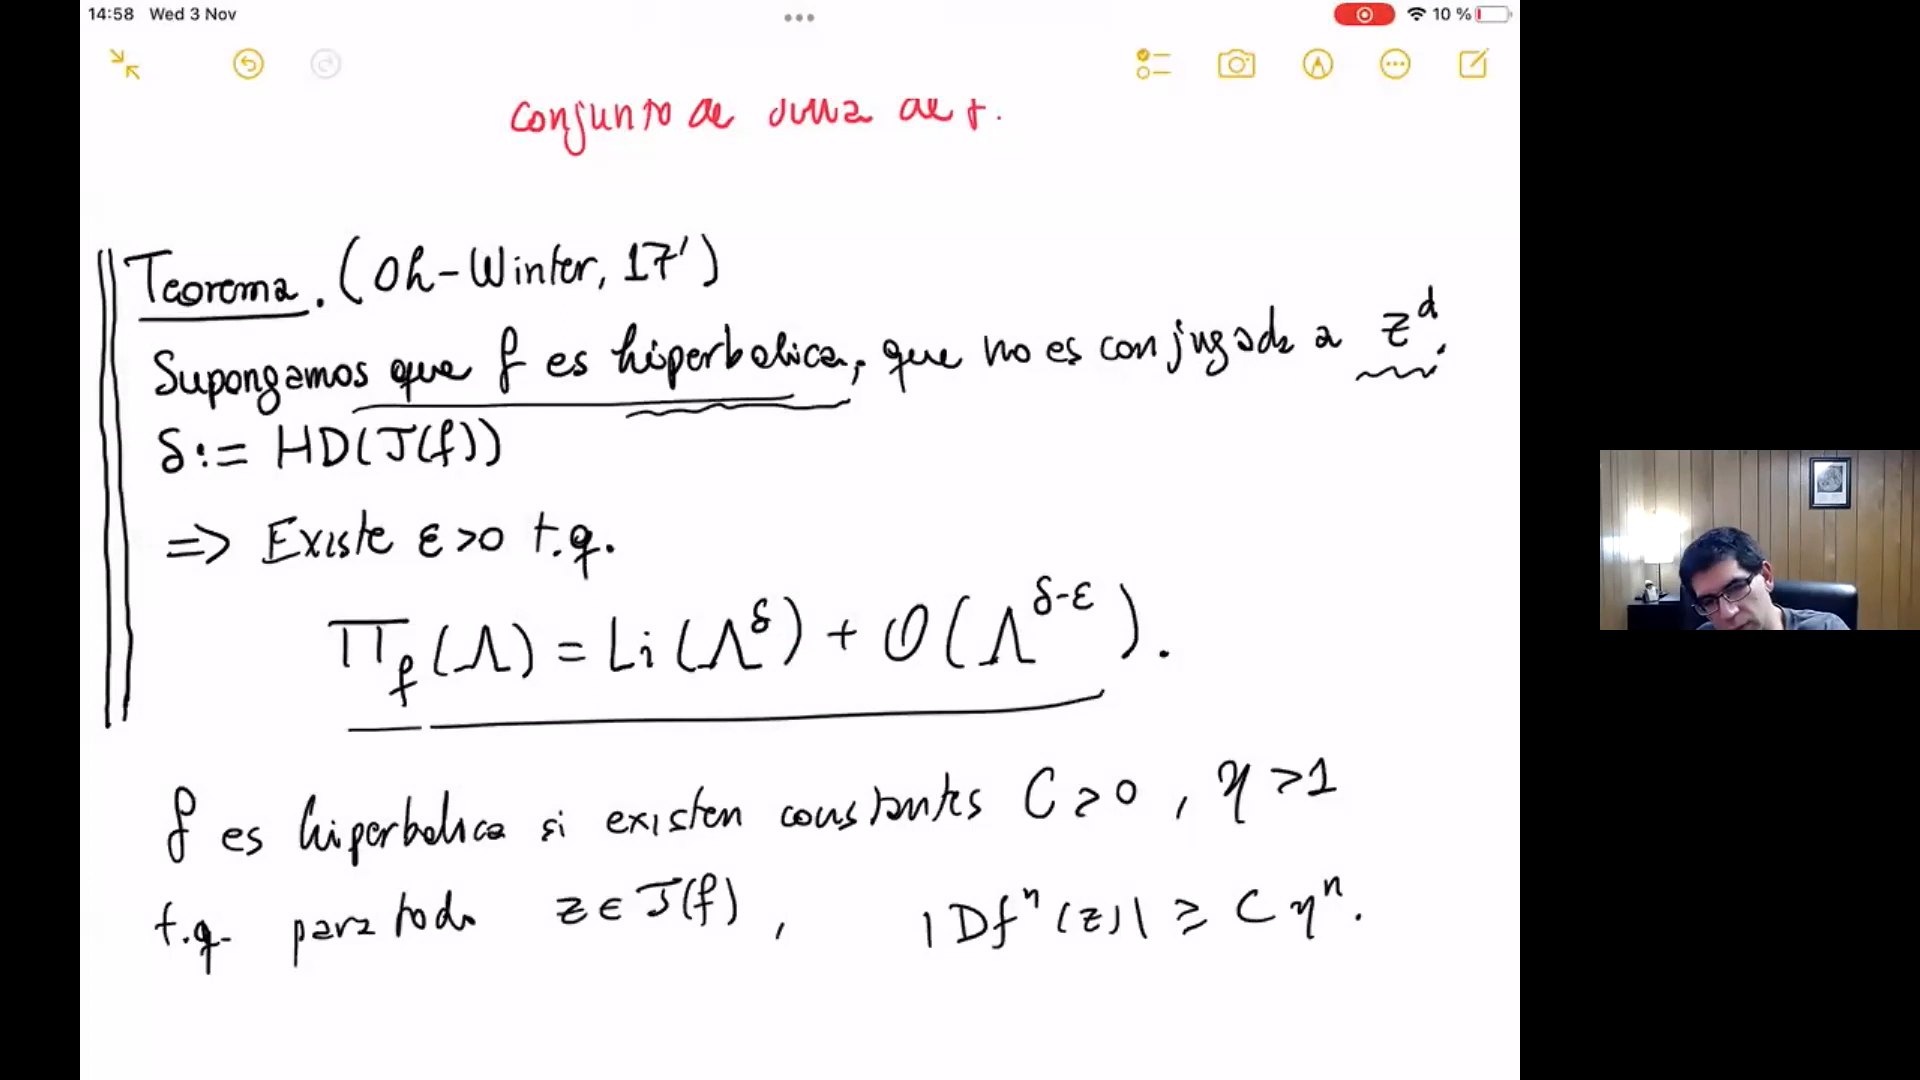 14:58 Wed 3 Nov
10 %
conjunto de Julia de f.
Teorema. (Oh-Winter, 17')
Supongamos que f es hiperbolica, que no es conjugada a z^d.
δ := HD(J(f))
⇒ Existe ε>0 t.q.
Π_f(Λ) = Li(Λ^δ) + O(Λ^{δ-ε}).
f es hiperbolica si existen constantes C>0, η>1
t.q. para todo z∈J(f), |Df^n(z)| ≥ Cη^n.